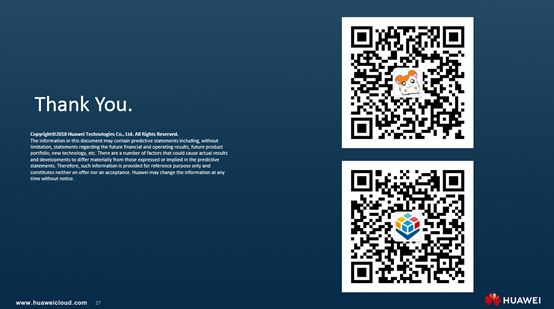 Thank You.
Copyright©2018 Huawei Technologies Co., Ltd. All Rights Reserved.
The information in this document may contain predictive statements including, without
limitation, statements regarding the future financial and operating results, future product
portfolio, new technology, etc. There are a number of factors that could cause actual results
and developments to differ materially from those expressed or implied in the predictive
statements. Therefore, such information is provided for reference purpose only and
constitutes neither an offer nor an acceptance. Huawei may change the information at any
time without notice.
www.huaweicloud.com 27
HUAWEI